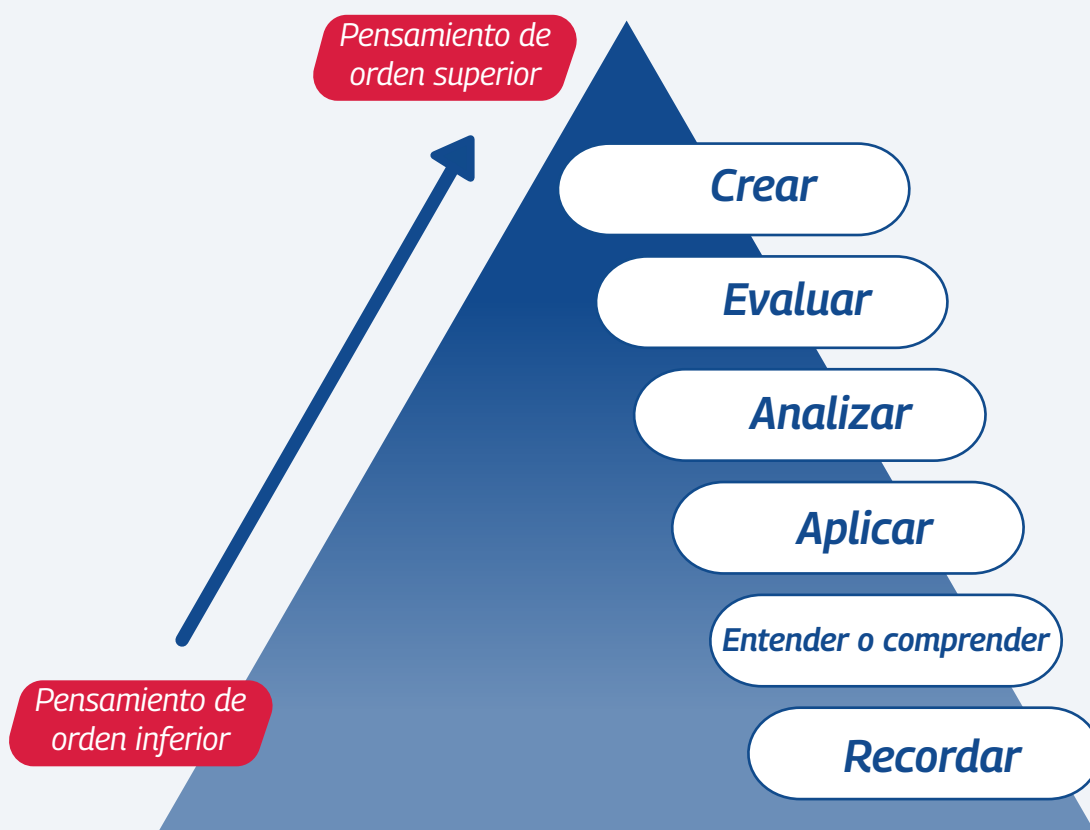 Pensamiento de
orden superior
Crear
Evaluar
Analizar
Aplicar
Entender o comprender
Pensamiento de
orden inferior
Recordar